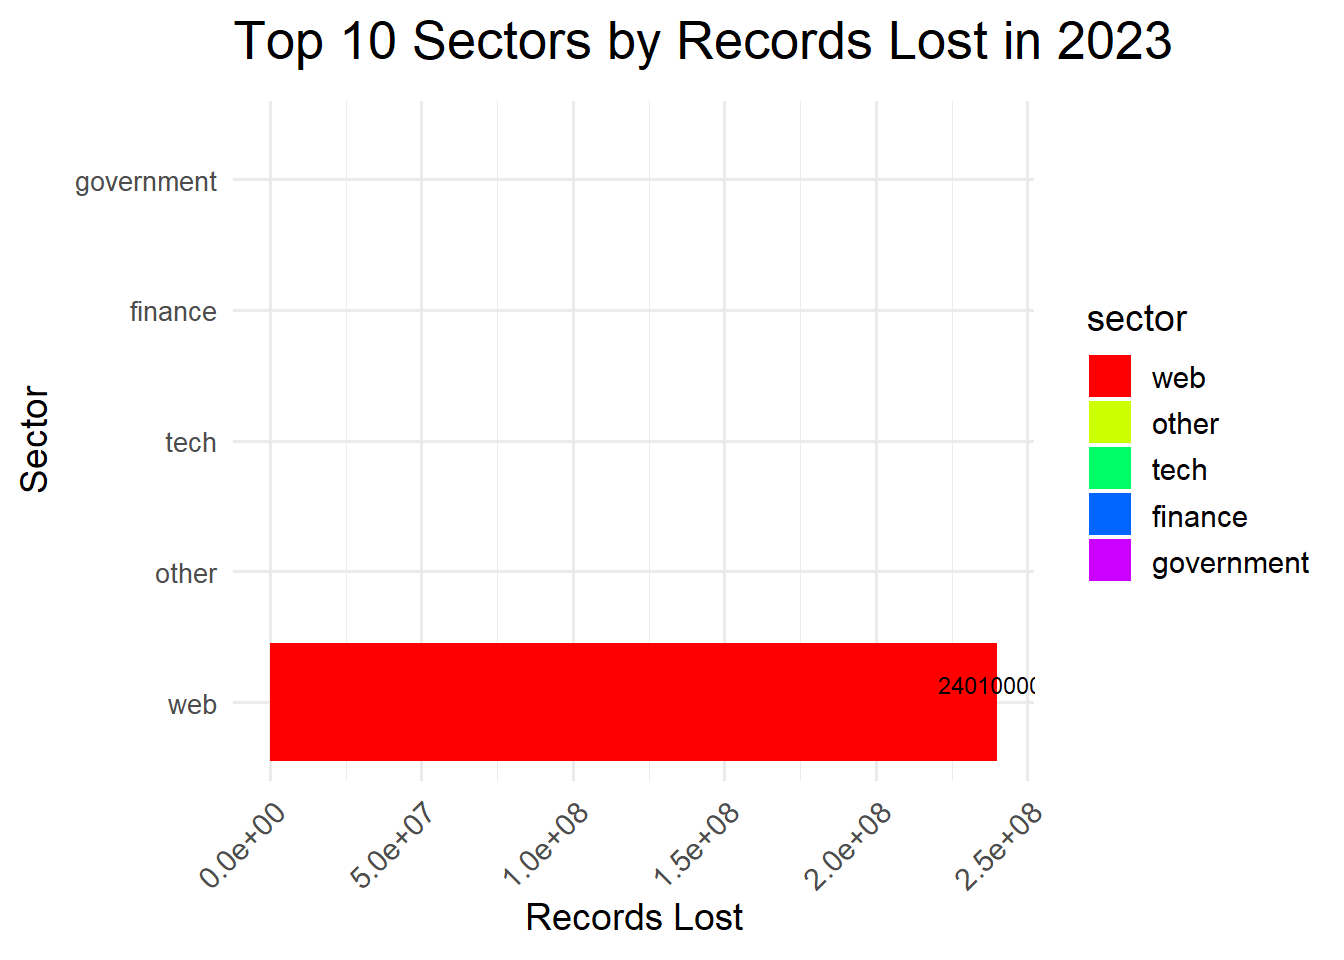 Top 10 Sectors by Records Lost in 2023
government
finance
tech
other
web
Sector
24010000
0.0e+00
5.0e+07
1.0e+08
1.5e+08
2.0e+08
2.5e+08
Records Lost
sector
web
other
tech
finance
government